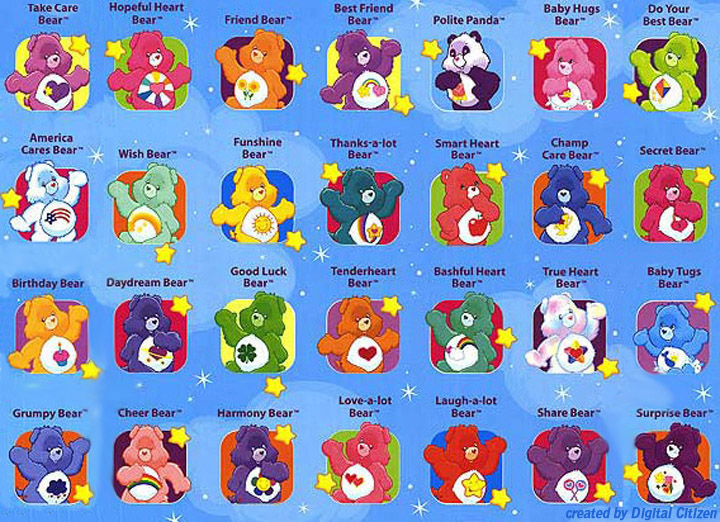 Take Care
Bear™
Hopeful Heart
Bear™
Friend Bear™
Best Friend
Bear™
Polite Panda™
Baby Hugs
Bear™
Do Your
Best Bear™
America
Cares Bear™
Wish Bear™
Funshine
Bear™
Thanks-a-lot
Bear™
Smart Heart
Bear™
Champ
Care Bear™
Secret Bear™
Birthday Bear
Daydream Bear™
Good Luck
Bear™
Tenderheart
Bear™
Bashful Heart
Bear™
True Heart
Bear™
Baby Tugs
Bear™
Grumpy Bear™
Cheer Bear™
Harmony Bear™
Love-a-lot
Bear™
Laugh-a-lot
Bear™
Share Bear™
Surprise Bear™
created by Digital Citizen